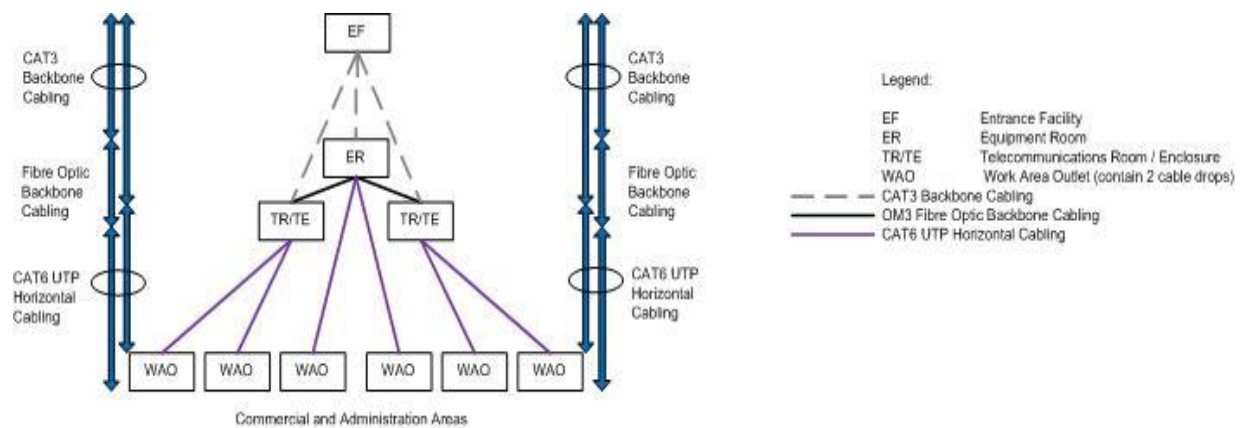 EF
CAT3
Backbone
Cabling
CAT3
Backbone
Cabling
Legend:
EF Entrance Facility
ER Equipment Room
TR/TE Telecommunications Room / Enclosure
WAO Work Area Outlet (contain 2 cable drops)
CAT3 Backbone Cabling
OM3 Fibre Optic Backbone Cabling
CAT6 UTP Horizontal Cabling
ER
Fibre Optic
Backbone
Cabling
Fibre Optic
Backbone
Cabling
TR/TE TR/TE
CAT6 UTP
Horizontal
Cabling
CAT6 UTP
Horizontal
Cabling
WAO WAO WAO WAO WAO WAO
Commercial and Administration Areas